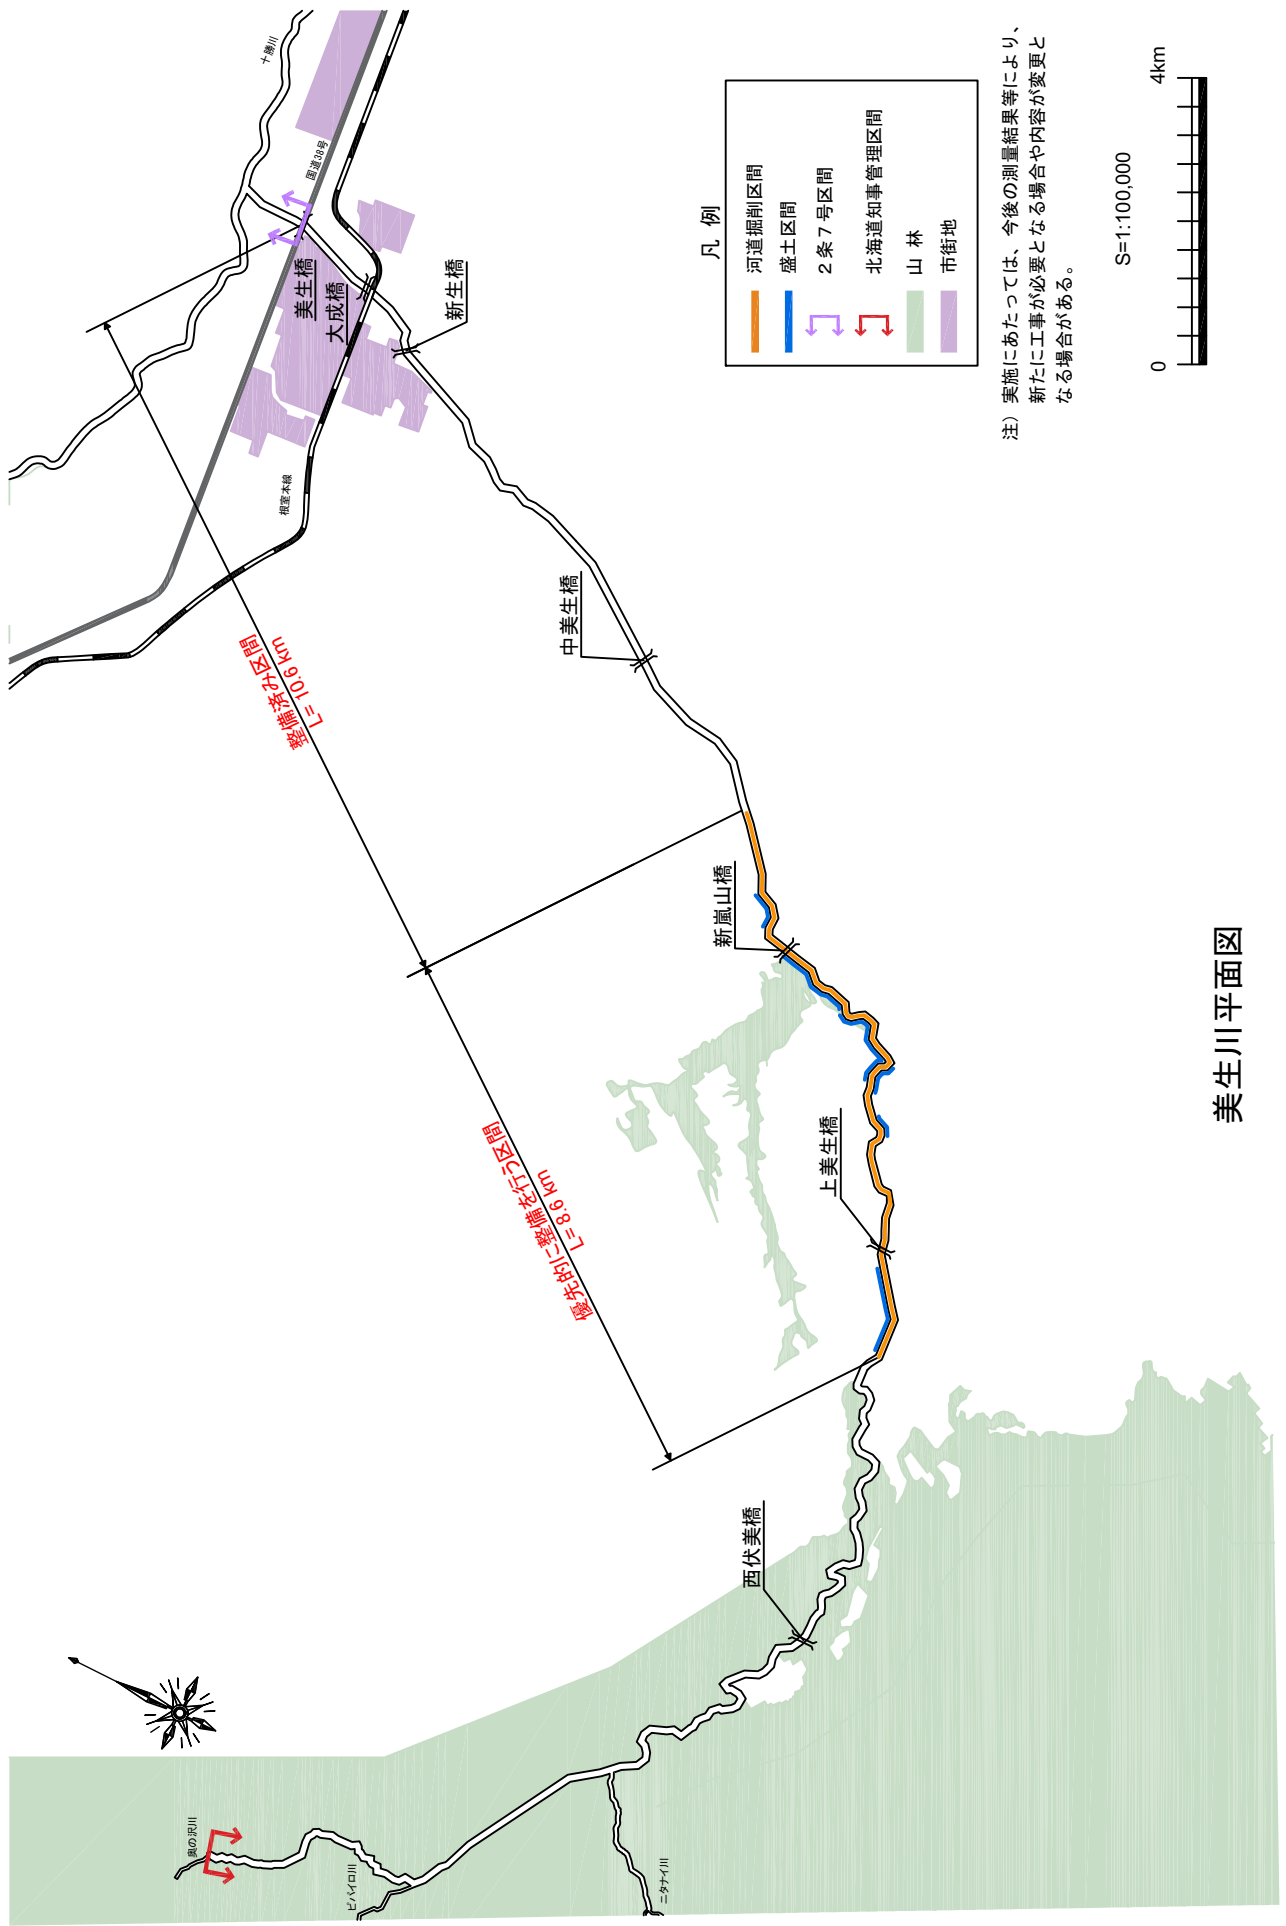 美生川平面図
奥の沢川
ピパイロ川
ニタナイ川
西伏美橋
上美生橋
新嵐山橋
中美生橋
新生橋
大成橋
美生橋
優先的に整備を行う区間
L= 8.6 km
整備済み区間
L= 10.6 km
根室本線
国道38号
十勝川
凡 例
河道掘削区間
盛土区間
２条７号区間
北海道知事管理区間
山 林
市街地
注) 実施にあたっては、今後の測量結果等により、
新たに工事が必要となる場合や内容が変更と
なる場合がある。
S=1:100,000
0
4km